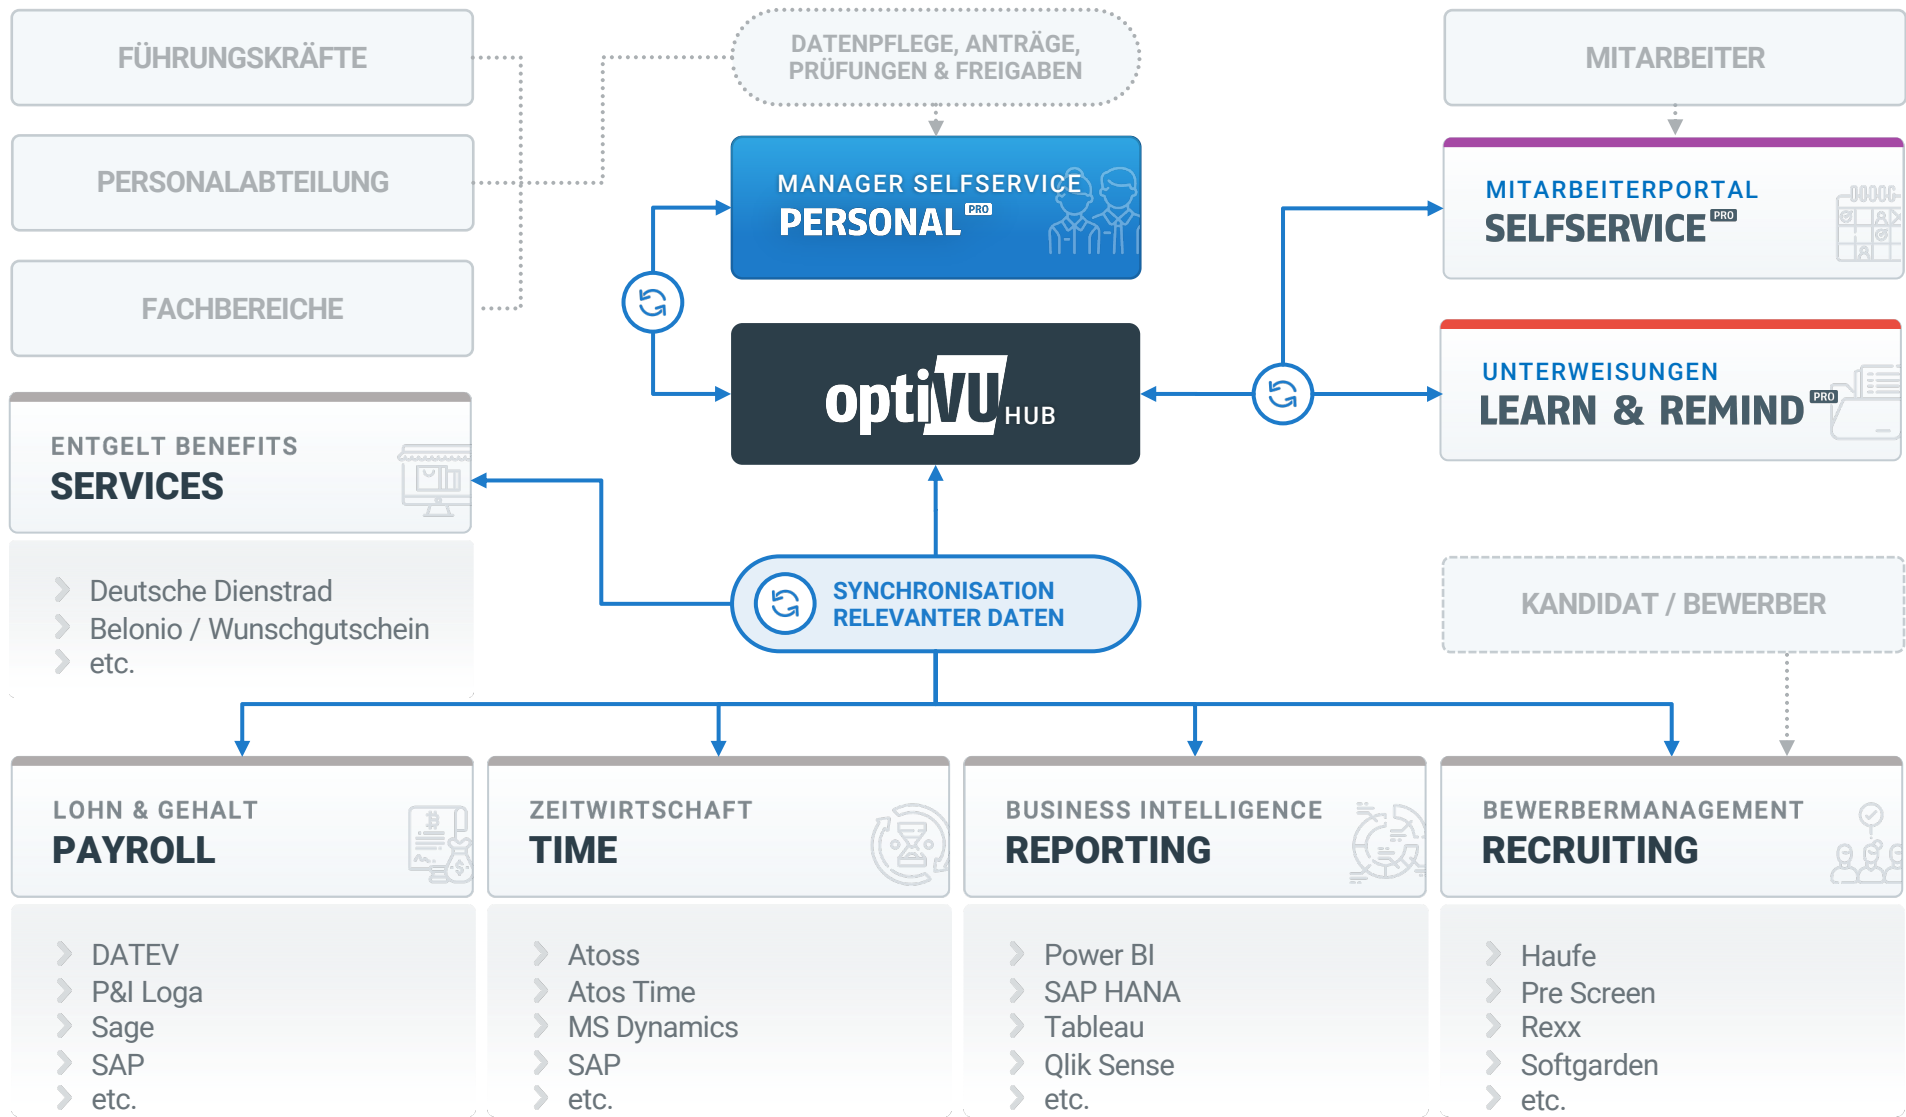 FÜHRUNGSKRÄFTE
PERSONALABTEILUNG
FACHBEREICHE
DATENPFLEGE, ANTRÄGE,
PRÜFUNGEN & FREIGABEN
MITARBEITER
MANAGER SELFSERVICE
PERSONAL PRO
MITARBEITERPORTAL
SELFSERVICE PRO
optiVU HUB
UNTERWEISUNGEN
LEARN & REMIND PRO
ENTGELT BENEFITS
SERVICES
Deutsche Dienstrad
Belonio / Wunschgutschein
etc.
SYNCHRONISATION
RELEVANTER DATEN
KANDIDAT / BEWERBER
LOHN & GEHALT
PAYROLL
DATEV
P&I Loga
Sage
SAP
etc.
ZEITWIRTSCHAFT
TIME
Atoss
Atos Time
MS Dynamics
SAP
etc.
BUSINESS INTELLIGENCE
REPORTING
Power BI
SAP HANA
Tableau
Qlik Sense
etc.
BEWERBERMANAGEMENT
RECRUITING
Haufe
Pre Screen
Rexx
Softgarden
etc.